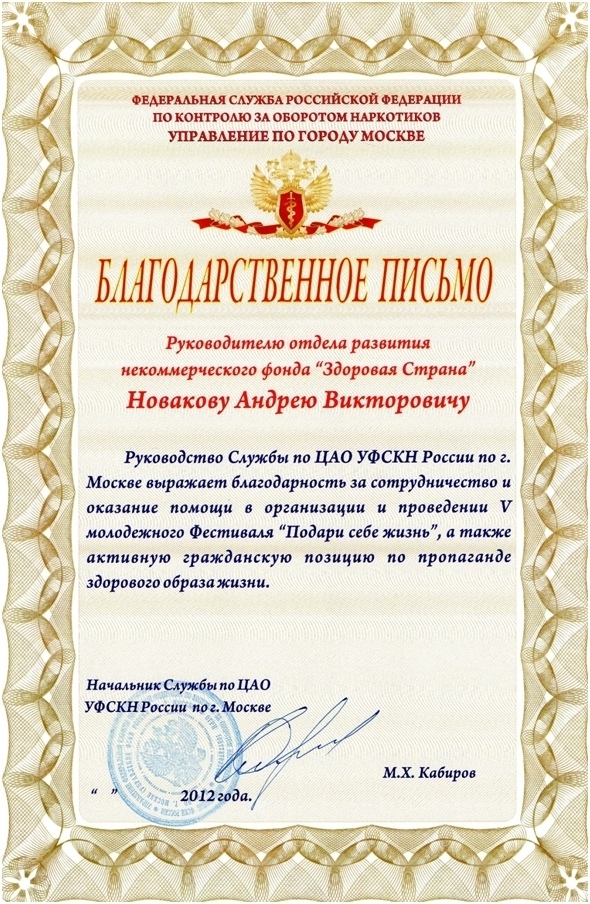 ФЕДЕРАЛЬНАЯ СЛУЖБА РОССИЙСКОЙ ФЕДЕРАЦИИ
ПО КОНТРОЛЮ ЗА ОБОРОТОМ НАРКОТИКОВ
УПРАВЛЕНИЕ ПО ГОРОДУ МОСКВЕ
БЛАГОДАРСТВЕННОЕ ПИСЬМО
Руководителю отдела развития
некоммерческого фонда “Здоровая Страна”
Новакову Андрею Викторовичу
Руководство Службы по ЦАО УФСКН России по г.
Москве выражает благодарность за сотрудничество и
оказание помощи в организации и проведении V
молодежного Фестиваля “Подари себе жизнь”, а также
активную гражданскую позицию по пропаганде
здорового образа жизни.
Начальник Службы по ЦАО
УФСКН России по г. Москве
М.Х. Кабиров
“ ” 2012 года.